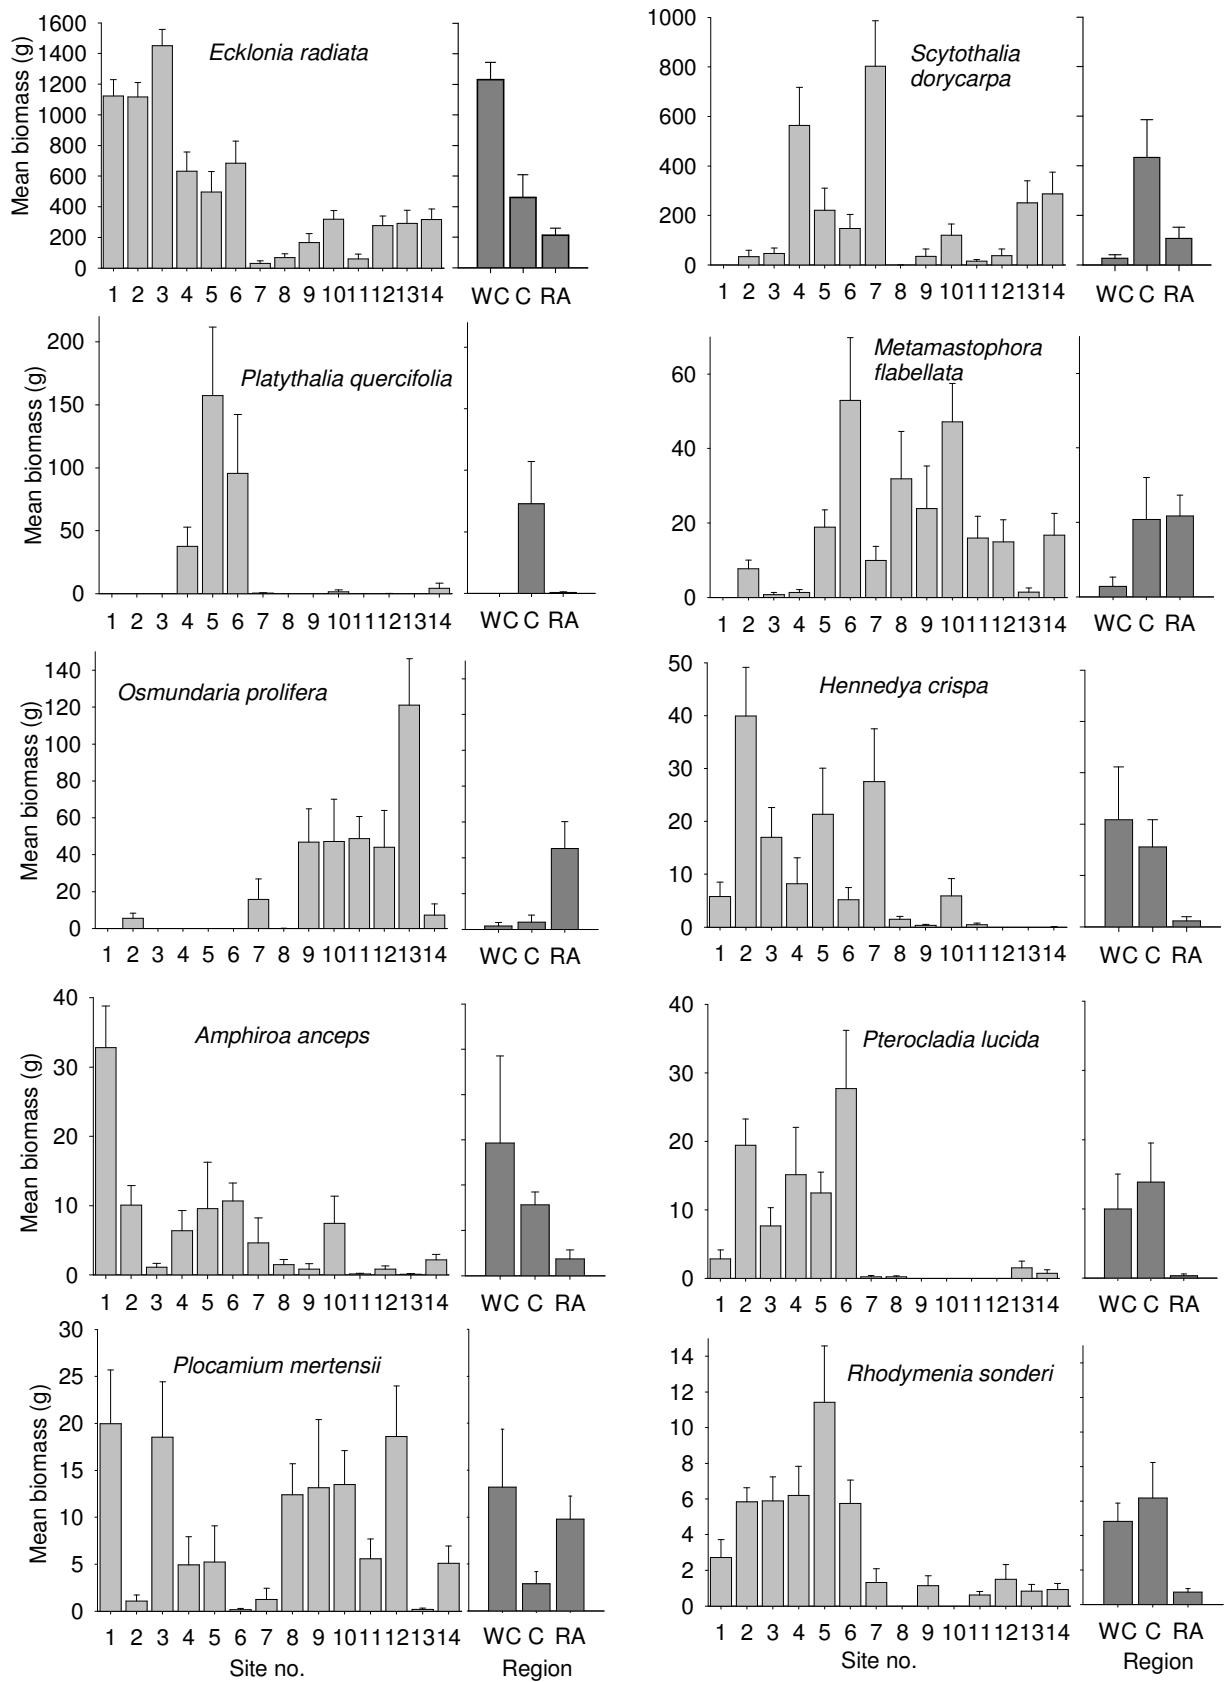 Mean biomass (g)
1600
1400
1200
1000
800
600
400
200
0
Ecklonia radiata
1 2 3 4 5 6 7 8 9 10 11 12 13 14
WC C RA
1000
800
600
400
200
0
Scytothalia
dorycarpa
1 2 3 4 5 6 7 8 9 10 11 12 13 14
WC C RA
Mean biomass (g)
200
150
100
50
0
Platythalia quercifolia
1 2 3 4 5 6 7 8 9 10 11 12 13 14
WC C RA
60
40
20
0
Metamastophora
flabellata
1 2 3 4 5 6 7 8 9 10 11 12 13 14
WC C RA
Mean biomass (g)
140
120
100
80
60
40
20
0
Osmundaria prolifera
1 2 3 4 5 6 7 8 9 10 11 12 13 14
WC C RA
50
40
30
20
10
0
Hennedya crispa
1 2 3 4 5 6 7 8 9 10 11 12 13 14
WC C RA
Mean biomass (g)
40
30
20
10
0
Amphiroa anceps
1 2 3 4 5 6 7 8 9 10 11 12 13 14
WC C RA
40
30
20
10
0
Pterocladia lucida
1 2 3 4 5 6 7 8 9 10 11 12 13 14
WC C RA
Mean biomass (g)
30
25
20
15
10
5
0
Plocamium mertensii
1 2 3 4 5 6 7 8 9 10 11 12 13 14
WC C RA
Site no.
Region
14
12
10
8
6
4
2
0
Rhodymenia sonderi
1 2 3 4 5 6 7 8 9 10 11 12 13 14
WC C RA
Site no.
Region